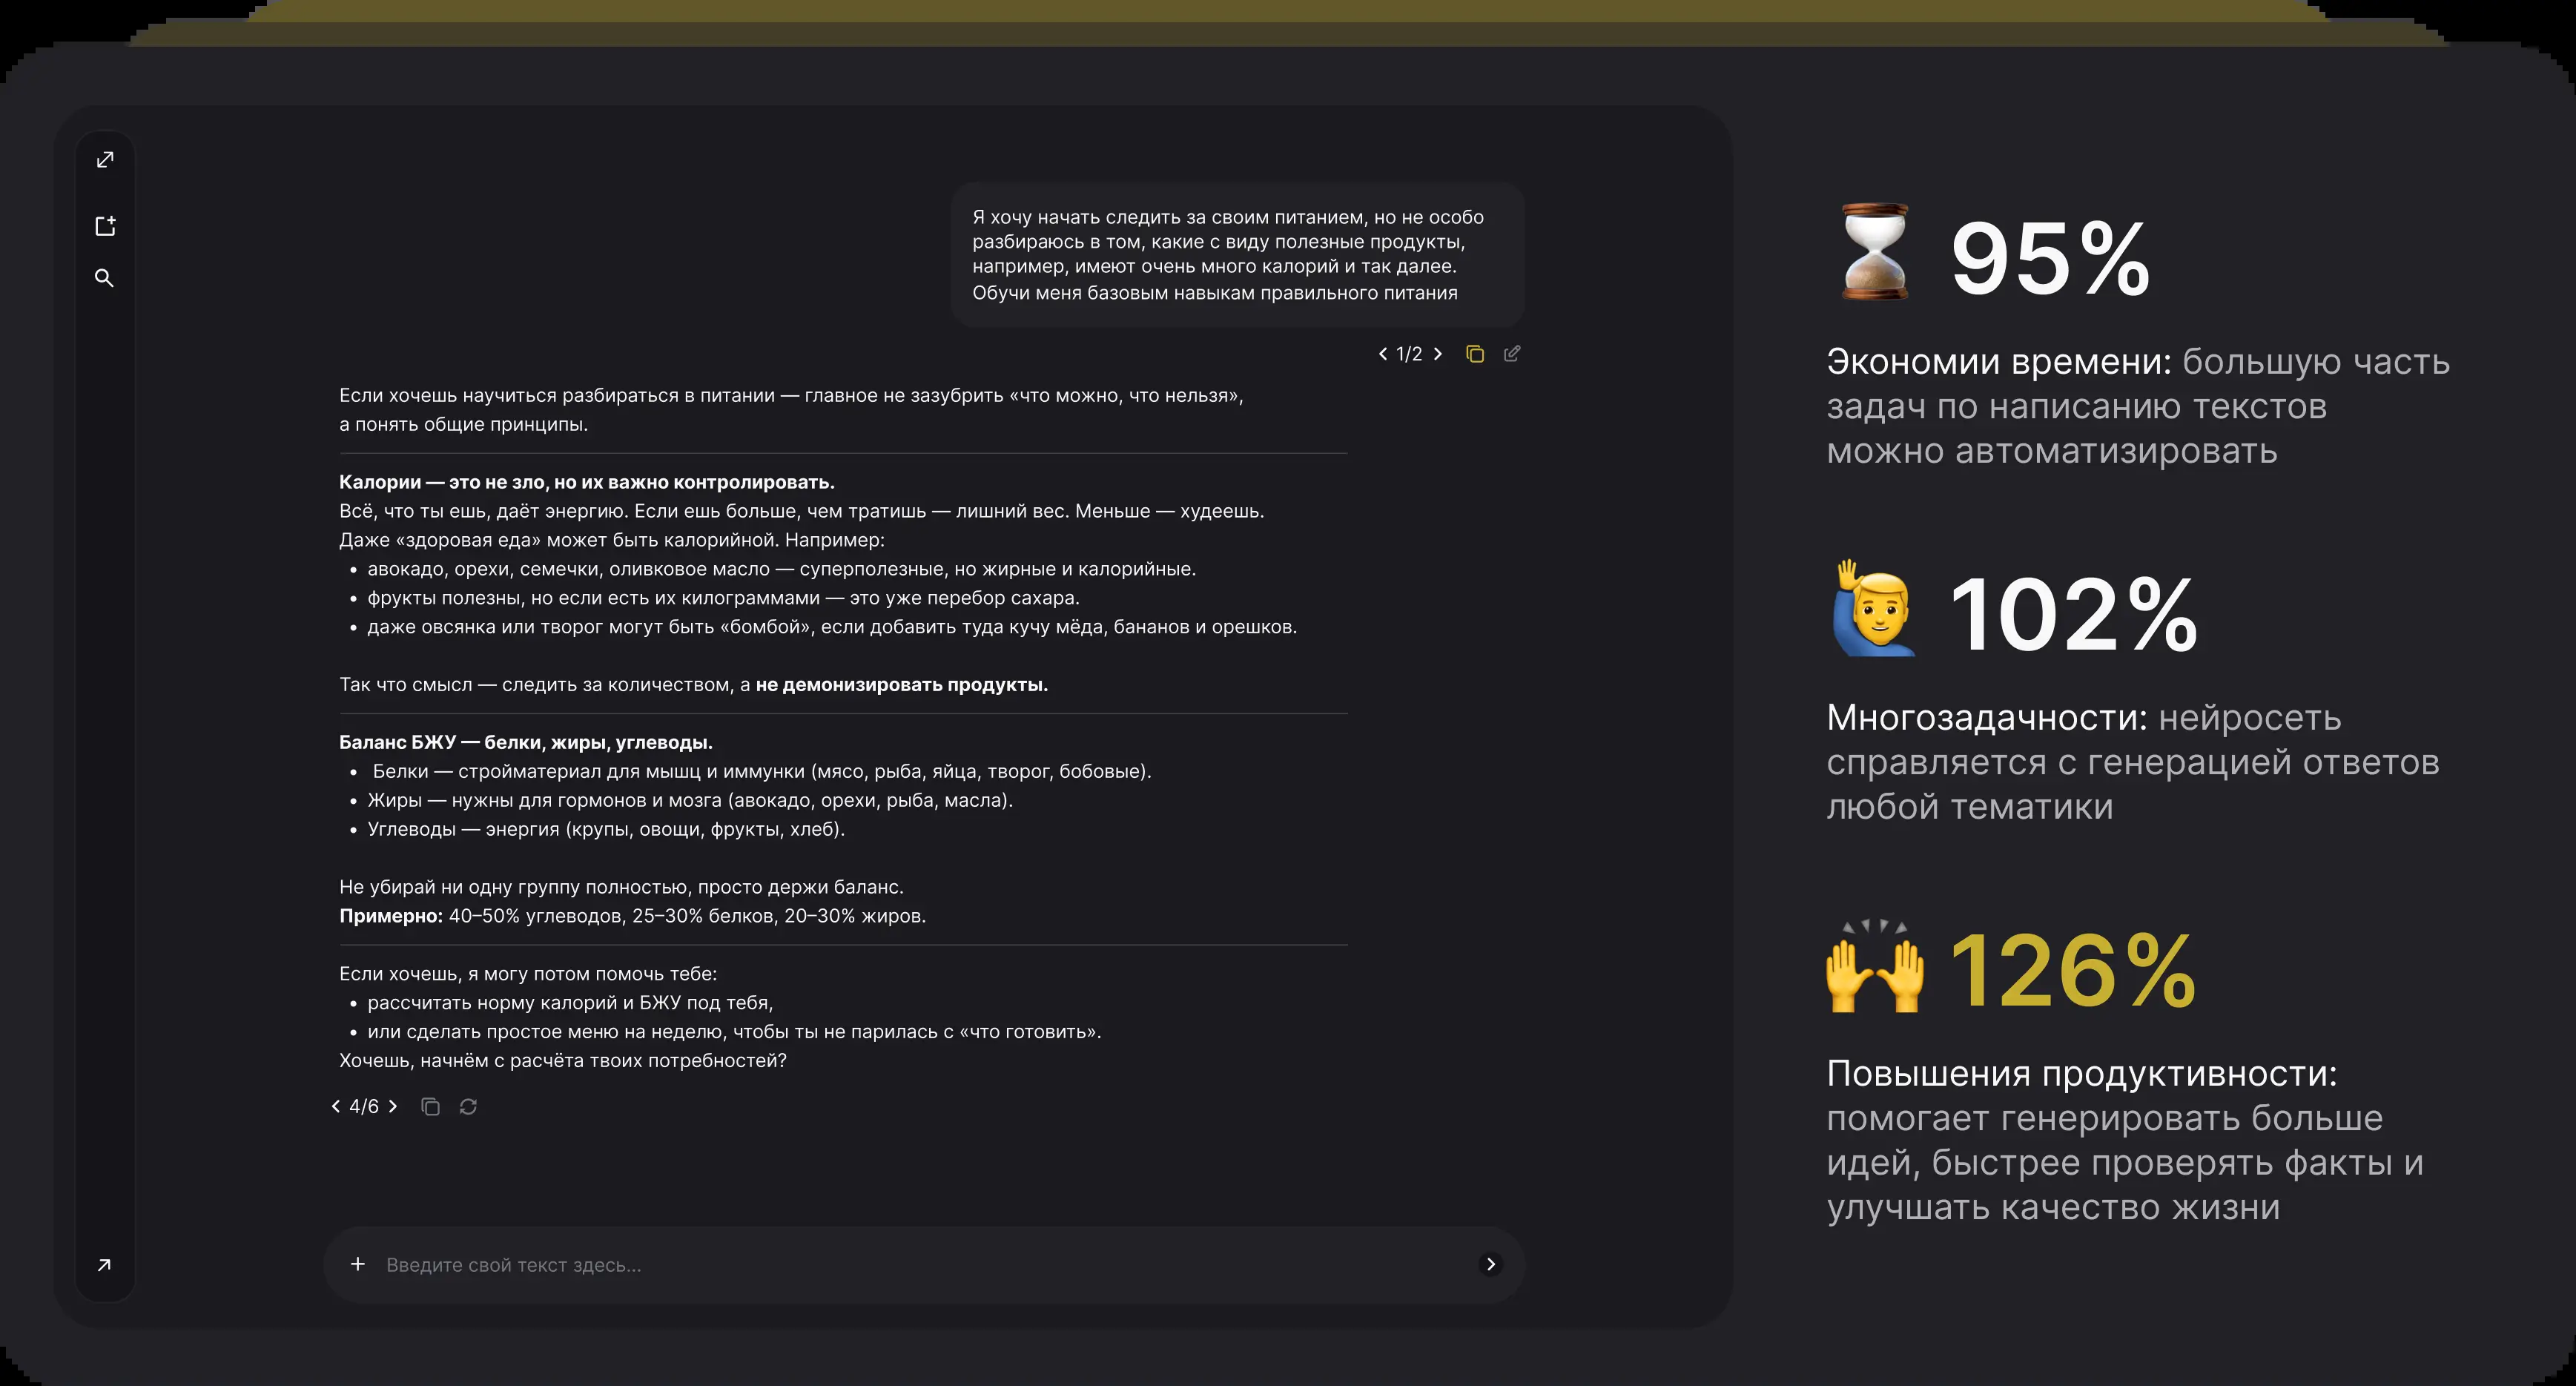 Я хочу начать следить за своим питанием, но не особо
разбираюсь в том, какие с виду полезные продукты,
например, имеют очень много калорий и так далее.
Обучи меня базовым навыкам правильного питания
1/2
Если хочешь научиться разбираться в питании — главное не зазубрить «что можно, что нельзя»,
а понять общие принципы.
Калории — это не зло, но их важно контролировать.
Всё, что ты ешь, даёт энергию. Если ешь больше, чем тратишь — лишний вес. Меньше — худеешь.
Даже «здоровая еда» может быть калорийной. Например:
• авокадо, орехи, семечки, оливковое масло — суперполезные, но жирные и калорийные.
• фрукты полезны, но если есть их килограммами — это уже перебор сахара.
• даже овсянка или творог могут быть «бомбой», если добавить туда кучу мёда, бананов и орешков.
Так что смысл — следить за количеством, а не демонизировать продукты.
Баланс БЖУ — белки, жиры, углеводы.
• Белки — стройматериал для мышц и иммунки (мясо, рыба, яйца, творог, бобовые).
• Жиры — нужны для гормонов и мозга (авокадо, орехи, рыба, масла).
• Углеводы — энергия (крупы, овощи, фрукты, хлеб).
Не убирай ни одну группу полностью, просто держи баланс.
Примерно: 40–50% углеводов, 25–30% белков, 20–30% жиров.
Если хочешь, я могу потом помочь тебе:
• рассчитать норму калорий и БЖУ под тебя,
• или сделать простое меню на неделю, чтобы ты не парилась с «что готовить».
Хочешь, начнём с расчёта твоих потребностей?
4/6
Введите свой текст здесь...
95%
Экономии времени: большую часть
задач по написанию текстов
можно автоматизировать
102%
Многозадачности: нейросеть
справляется с генерацией ответов
любой тематики
126%
Повышения продуктивности:
помогает генерировать больше
идей, быстрее проверять факты и
улучшать качество жизни